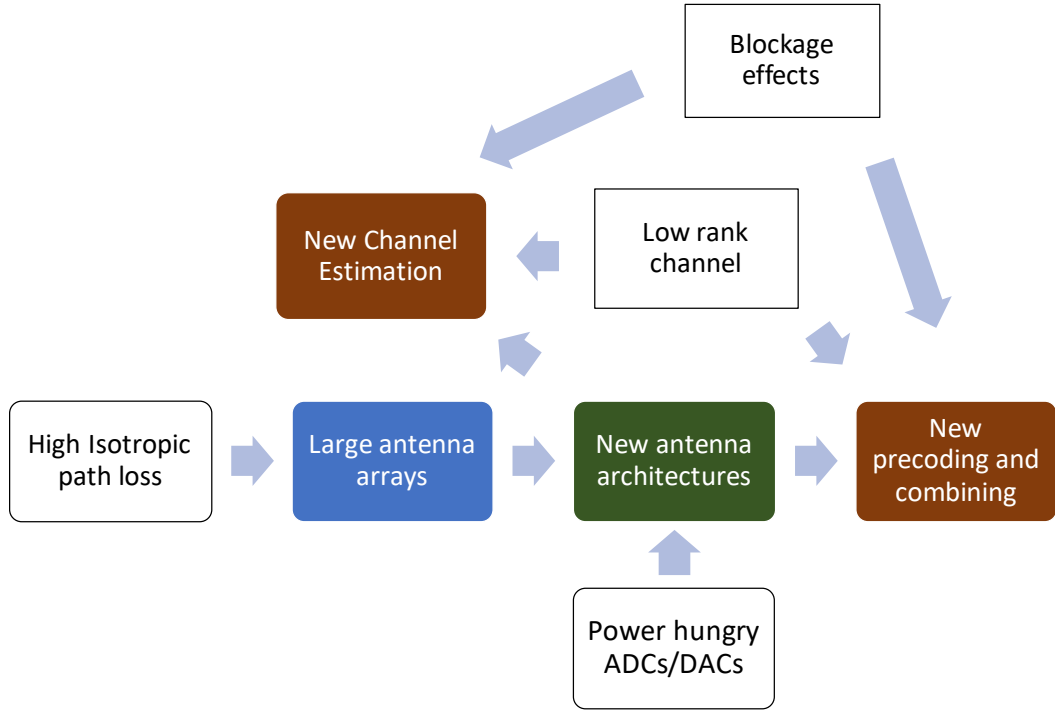 Blockage
effects
New Channel
Estimation
Low rank
channel
High Isotropic
path loss
Large antenna
arrays
New antenna
architectures
New
precoding and
combining
Power hungry
ADCs/DACs